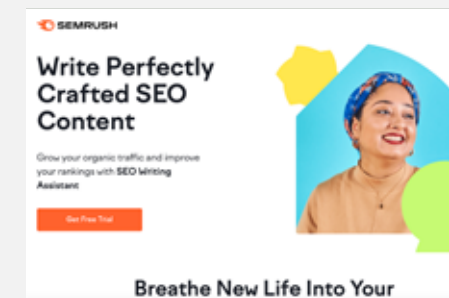 SEMRUSH
Write Perfectly
Crafted SEO
Content
Grow your organic traffic and improve
your rankings with SEO Writing
Assistant
Get Free Trial
Breathe New Life Into Your